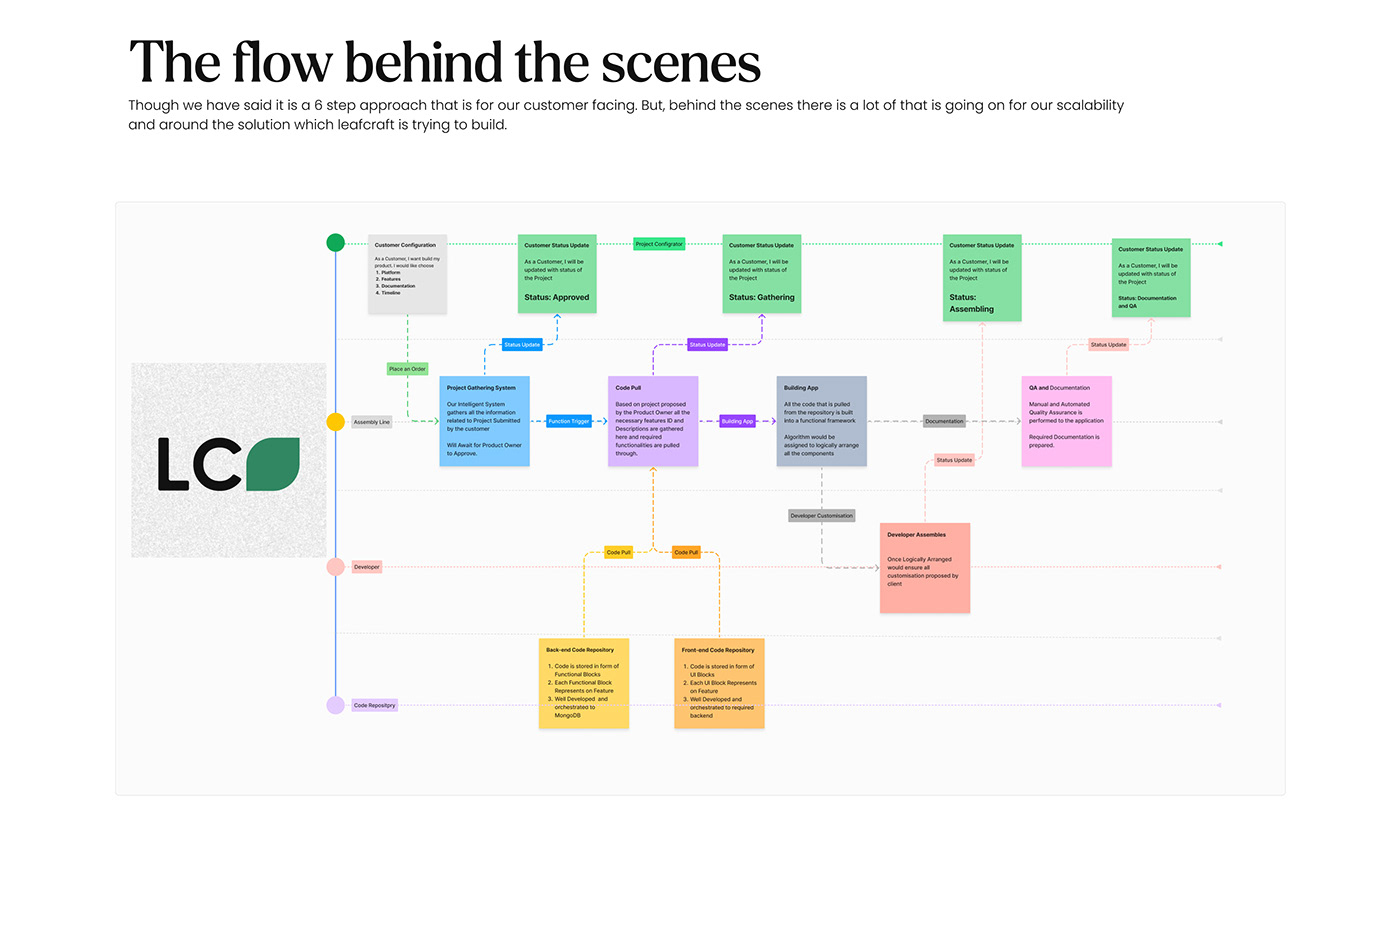 The flow behind the scenes
Though we have said it is a 6 step approach that is for our customer facing. But, behind the scenes there is a lot of that is going on for our scalability
and around the solution which leafcraft is trying to build.
Customer Configuration
As a Customer, I want build my
product. I would like choose
1. Platform
2. Features
3. Documentation
4. Timeline
Customer Status Update
As a Customer, I will be
updated with status of
the Project
Status: Approved
Project Configrator
Customer Status Update
As a Customer, I will be
updated with status of
the Project
Status: Gathering
Customer Status Update
As a Customer, I will be
updated with status of
the Project
Status:
Assembling
Customer Status Update
As a Customer, I will be
updated with status of
the Project
Status: Documentation
and QA
Place an Order
Status Update
Status Update
Status Update
LC
Assembly Line
Project Gathering System
Our Intelligent System
gathers all the information
related to Project Submitted
by the customer
Will Await for Product Owner
to Approve.
Function Trigger
Code Pull
Based on project proposed
by the Product Owner all the
necessary features ID and
Descriptions are gathered
here and required
functionalities are pulled
through.
Building App
Building App
All the code that is pulled
from the repository is built
into a functional framework
Algorithm would be
assigned to logically arrange
all the components
Documentation
QA and Documentation
Manual and Automated
Quality Assurance is
performed to the application
Required Documentation is
prepared.
Status Update
Developer Customisation
Developer
Code Pull
Code Pull
Developer Assembles
Once Logically Arranged
would ensure all
customisation proposed by
client
Code Repositpry
Back-end Code Repository
1. Code is stored in form of
Functional Blocks
2. Each Functional Block
Represents on Feature
3. Well Developed and
orchestrated to
MongoDB
Front-end Code Repository
1. Code is stored in form of
UI Blocks
2. Each UI Block Represents
on Feature
3. Well Developed and
orchestrated to required
backend